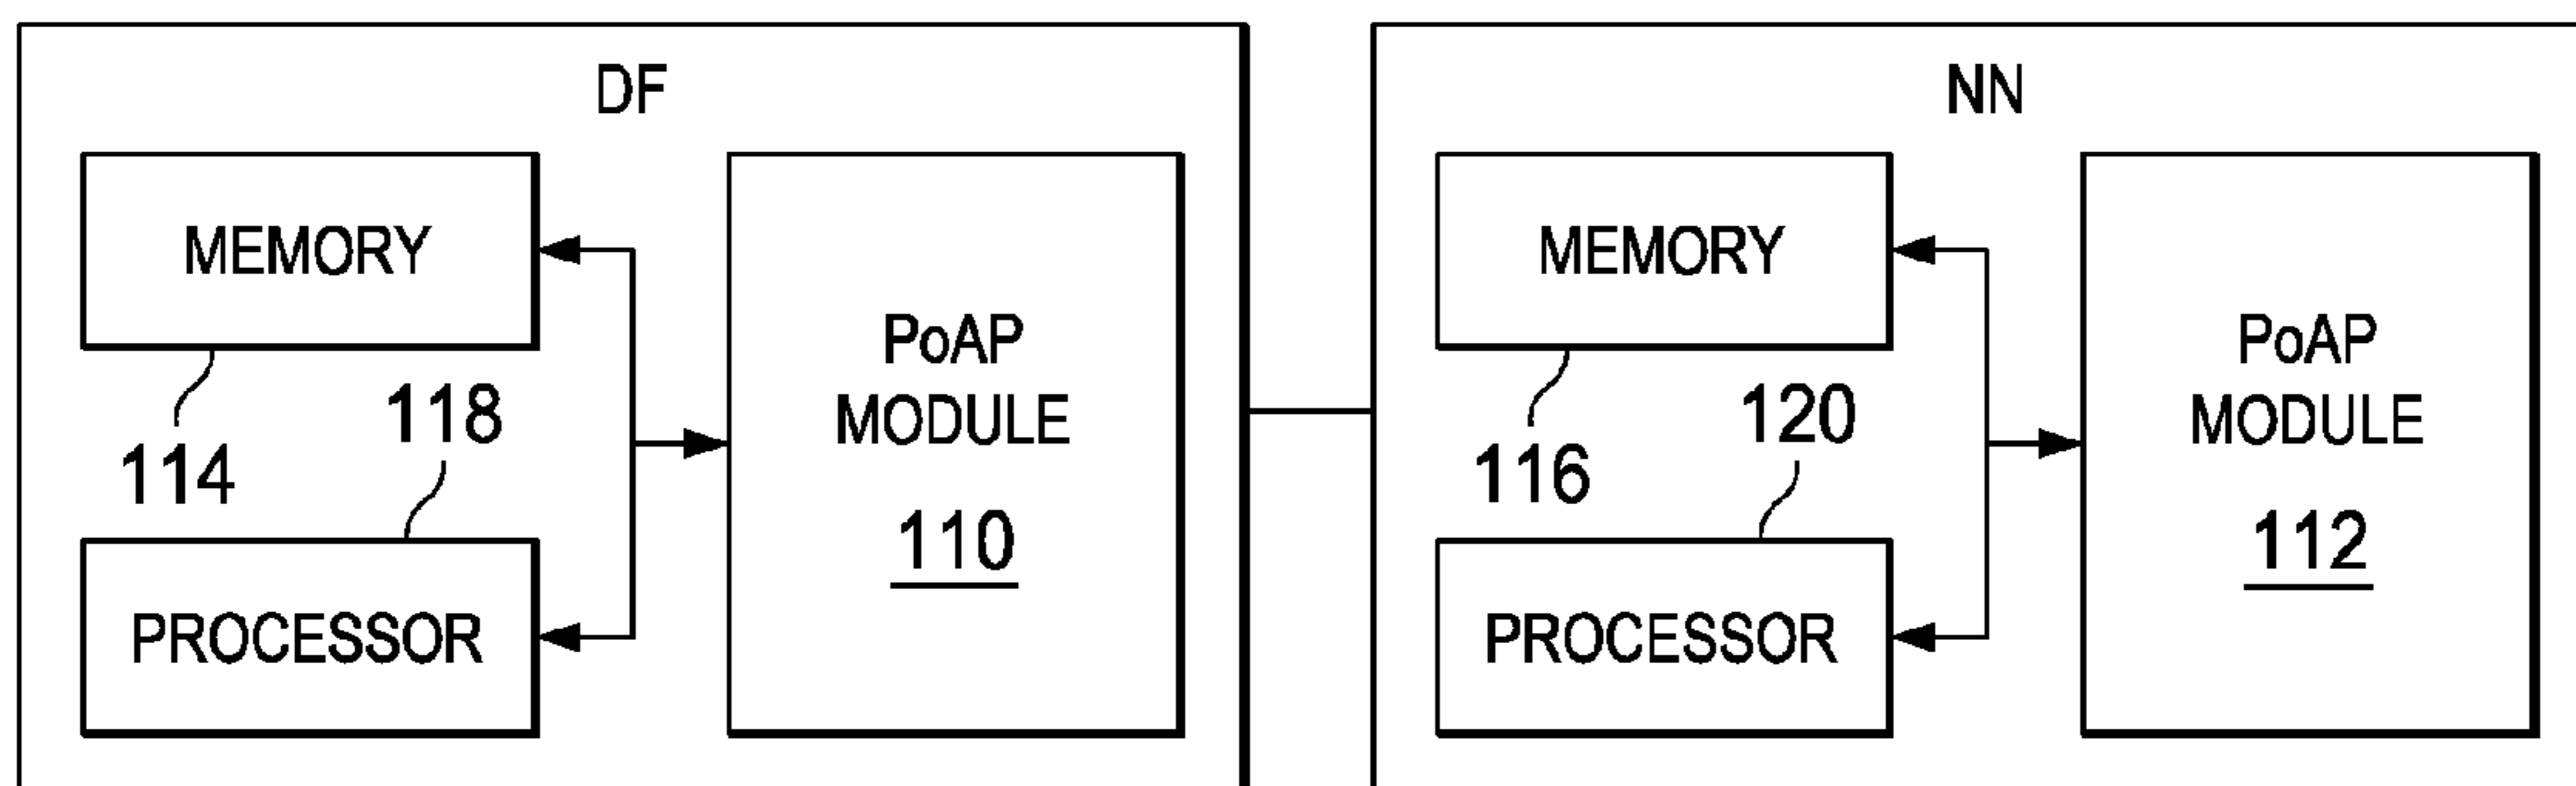 DF
MEMORY
114
118
PROCESSOR
PoAP
MODULE
110
NN
MEMORY
116
120
PROCESSOR
PoAP
MODULE
112